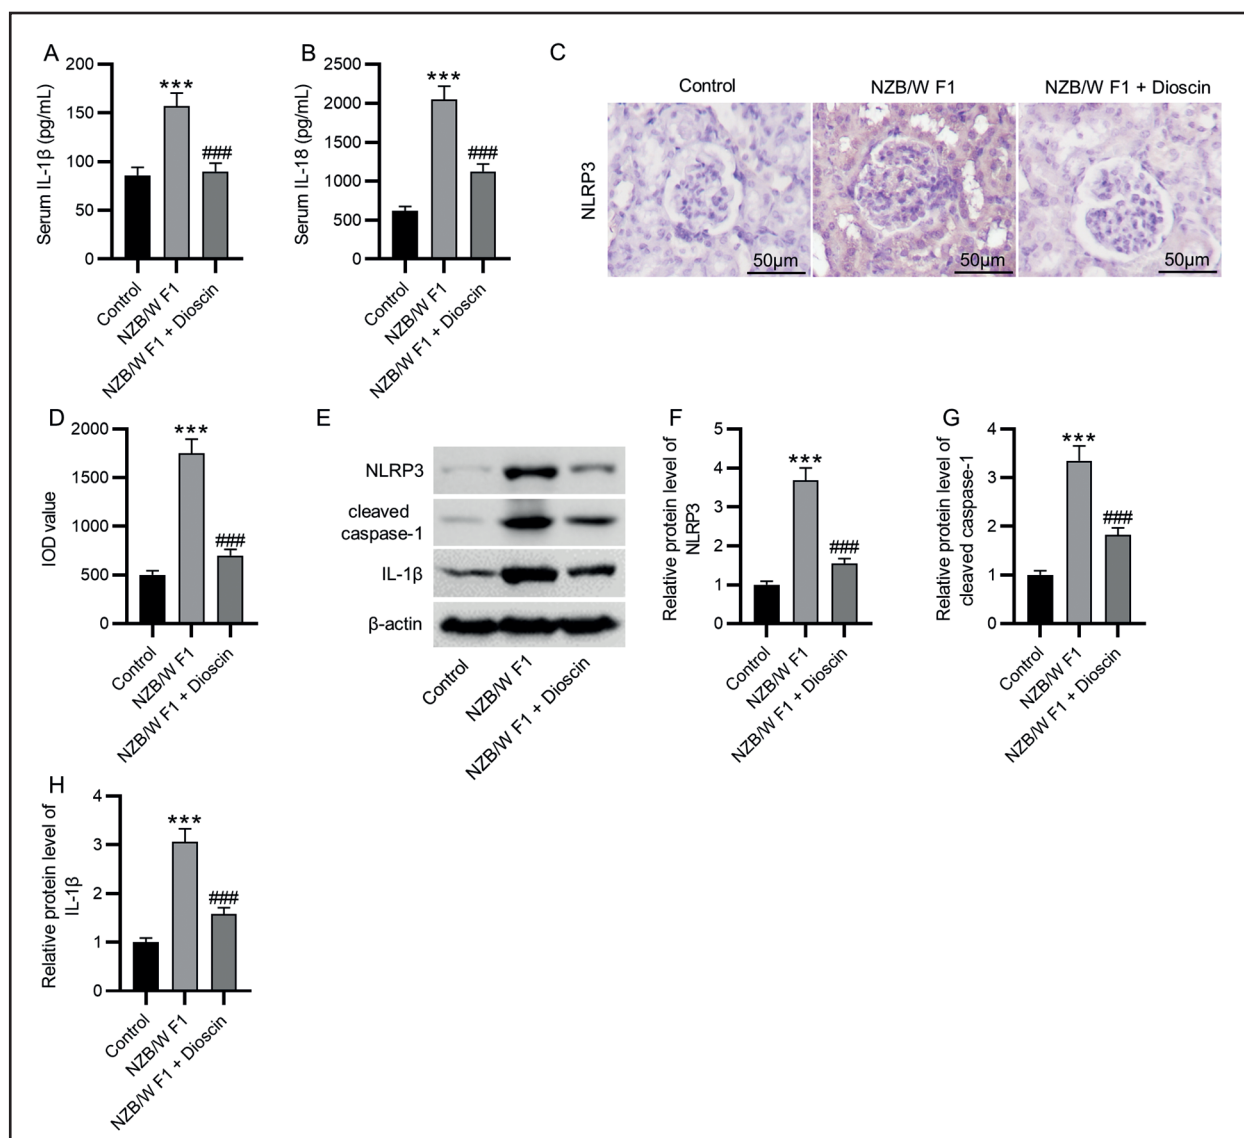 A
Serum IL-1β (pg/mL)
200
150
100
50
0
***
###
Control
NZB/W F1
NZB/W F1 + Dioscin
B
Serum IL-18 (pg/mL)
2500
2000
1500
1000
500
0
***
###
Control
NZB/W F1
NZB/W F1 + Dioscin
C
Control
NZB/W F1
NZB/W F1 + Dioscin
NLRP3
50μm
50μm
50μm
D
IOD value
2000
1500
1000
500
0
***
###
Control
NZB/W F1
NZB/W F1 + Dioscin
E
NLRP3
cleaved
caspase-1
IL-1β
β-actin
Control
NZB/W F1
NZB/W F1 + Dioscin
F
Relative protein level of
NLRP3
5
4
3
2
1
0
***
###
Control
NZB/W F1
NZB/W F1 + Dioscin
G
Relative protein level of
cleaved caspase-1
4
3
2
1
0
***
###
Control
NZB/W F1
NZB/W F1 + Dioscin
H
Relative protein level of
IL-1β
4
3
2
1
0
***
###
Control
NZB/W F1
NZB/W F1 + Dioscin